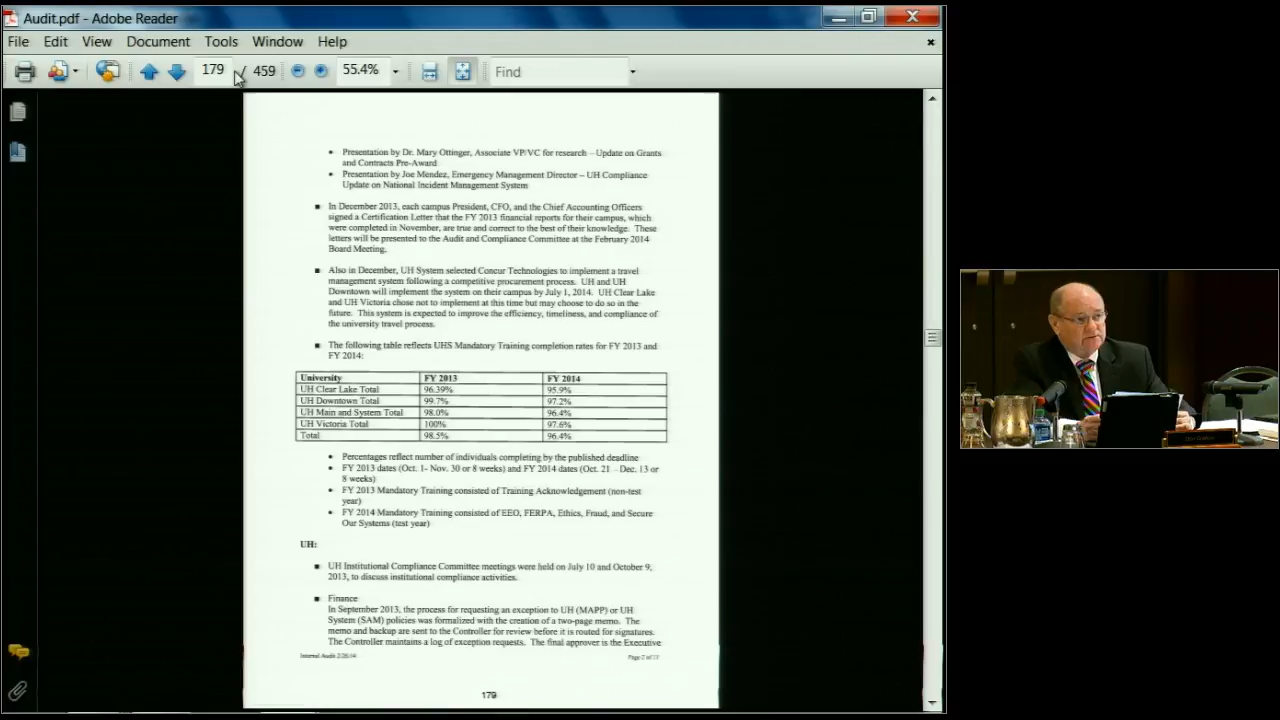 Audit.pdf - Adobe Reader
File Edit View Document Tools Window Help
179 / 459 55.4% Find
• Presentation by Dr. Mary Ottinger, Associate VP/VC for research – Update on Grants
and Contracts Pre-Award
• Presentation by Joe Mendez, Emergency Management Director – UH Compliance
Update on National Incident Management System
■ In December 2013, each campus President, CFO, and the Chief Accounting Officers
signed a Certification Letter that the FY 2013 financial reports for their campus, which
were completed in November, are true and correct to the best of their knowledge. These
letters will be presented to the Audit and Compliance Committee at the February 2014
Board Meeting.
■ Also in December, UH System selected Concur Technologies to implement a travel
management system following a competitive procurement process. UH and UH
Downtown will implement the system on their campus by July 1, 2014. UH Clear Lake
and UH Victoria chose not to implement at this time but may choose to do so in the
future. This system is expected to improve the efficiency, timeliness, and compliance of
the university travel process.
■ The following table reflects UHS Mandatory Training completion rates for FY 2013 and
FY 2014:
University FY 2013 FY 2014
UH Clear Lake Total 96.39% 95.9%
UH Downtown Total 99.7% 97.2%
UH Main and System Total 98.0% 96.4%
UH Victoria Total 100% 97.6%
Total 98.5% 96.4%
• Percentages reflect number of individuals completing by the published deadline
• FY 2013 dates (Oct. 1- Nov. 30 or 8 weeks) and FY 2014 dates (Oct. 21 – Dec. 13 or
8 weeks)
• FY 2013 Mandatory Training consisted of Training Acknowledgement (non-test
year)
• FY 2014 Mandatory Training consisted of EEO, FERPA, Ethics, Fraud, and Secure
Our Systems (test year)
UH:
■ UH Institutional Compliance Committee meetings were held on July 10 and October 9,
2013, to discuss institutional compliance activities.
■ Finance
In September 2013, the process for requesting an exception to UH (MAPP) or UH
System (SAM) policies was formalized with the creation of a two-page memo. The
memo and backup are sent to the Controller for review before it is routed for signatures.
The Controller maintains a log of exception requests. The final approver is the Executive
Internal Audit 2/26/14 Page 2 of 11
179